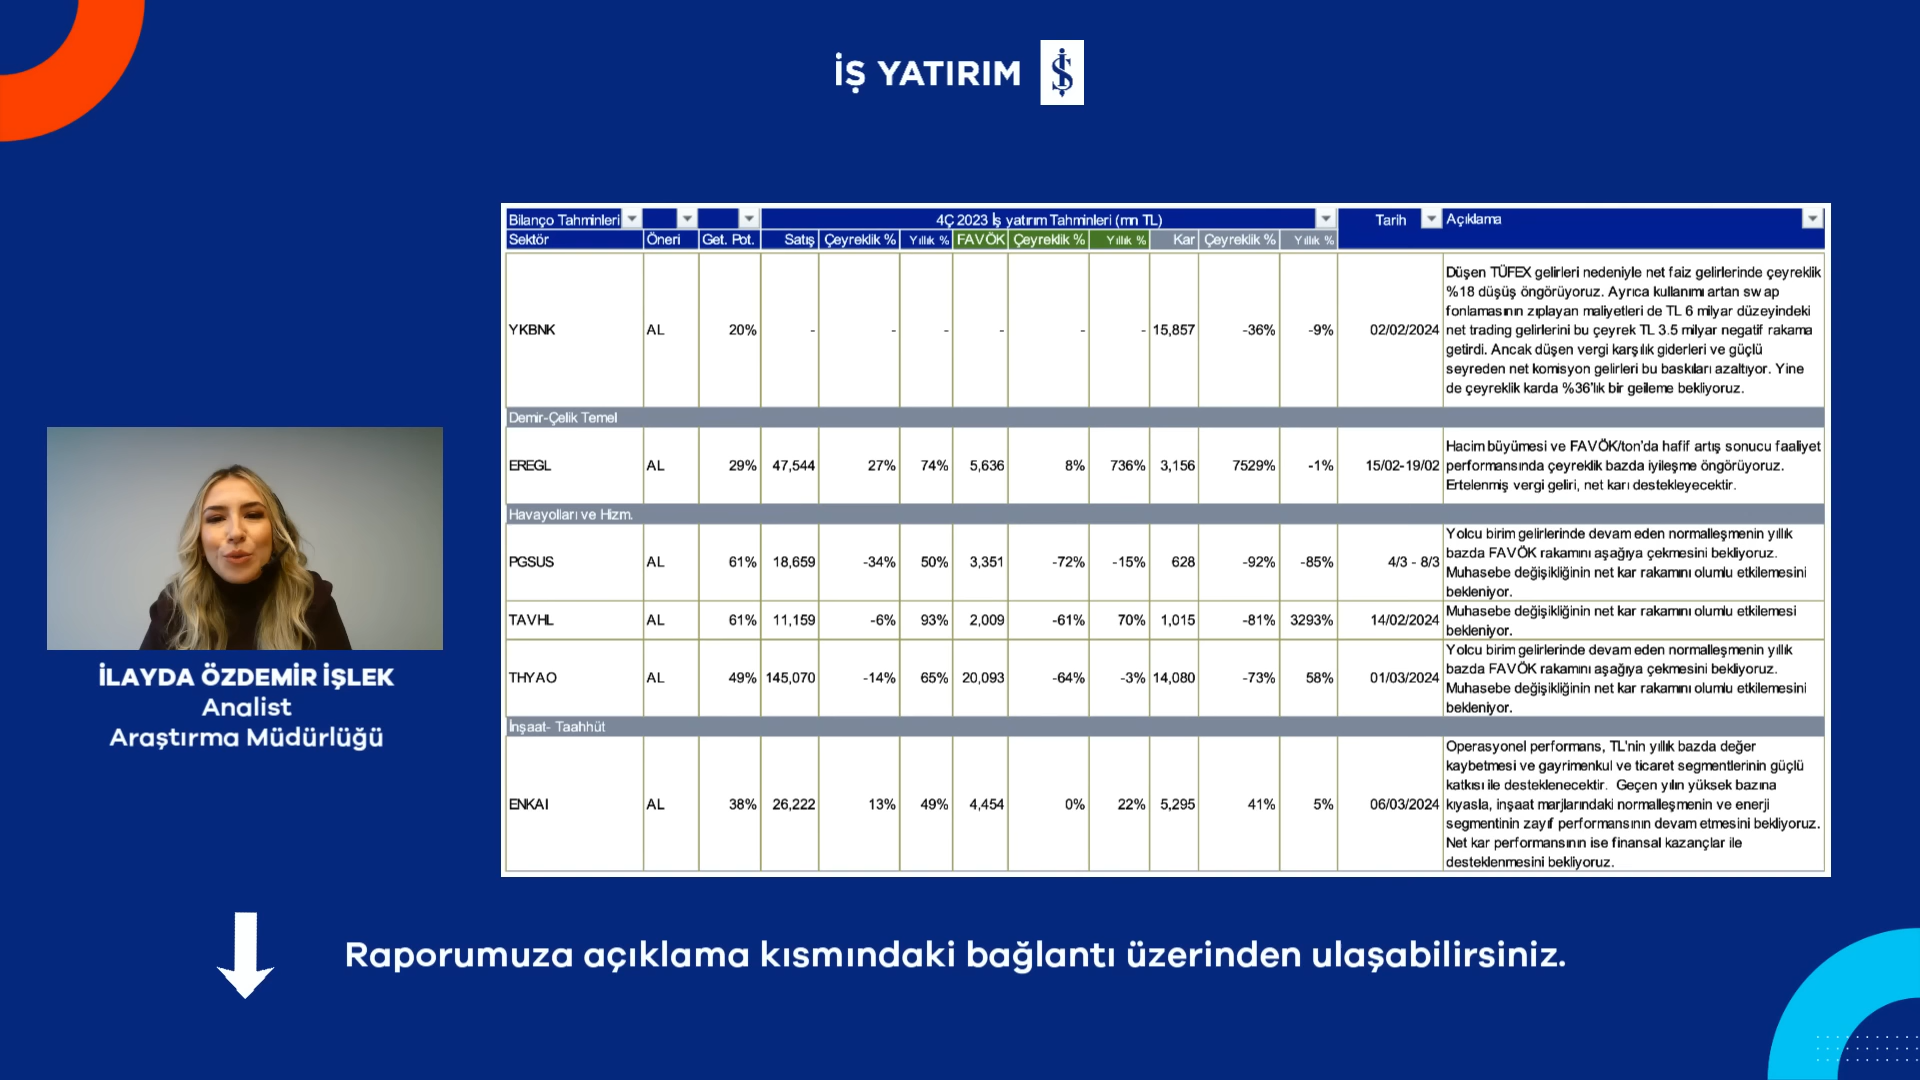 İŞ YATIRIM
Bilanço Tahminleri 4Ç 2023 İş yatırım Tahminleri (mn TL) Tarih Açıklama
Sektör Öneri Get. Pot. Satış Çeyreklik % Yıllık % FAVÖK Çeyreklik % Yıllık % Kar Çeyreklik % Yıllık %
YKBNK AL 20% - - - - - - 15,857 -36% -9% 02/02/2024
Düşen TÜFEX gelirleri nedeniyle net faiz gelirlerinde çeyreklik
%18 düşüş öngörüyoruz. Ayrıca kullanımı artan swap
fonlamasının zıplayan maliyetleri de TL 6 milyar düzeyindeki
net trading gelirlerini bu çeyrek TL 3.5 milyar negatif rakama
getirdi. Ancak düşen vergi karşılık giderleri ve güçlü
seyreden net komisyon gelirleri bu baskıları azaltıyor. Yine
de çeyreklik karda %36'lık bir geileme bekliyoruz.
Demir-Çelik Temel
EREGL AL 29% 47,544 27% 74% 5,636 8% 736% 3,156 7529% -1% 15/02-19/02
Hacim büyümesi ve FAVÖK/ton'da hafif artış sonucu faaliyet
performansında çeyreklik bazda iyileşme öngörüyoruz.
Ertelenmiş vergi geliri, net karı destekleyecektir.
Havayolları ve Hizm.
PGSUS AL 61% 18,659 -34% 50% 3,351 -72% -15% 628 -92% -85% 4/3 - 8/3
Yolcu birim gelirlerinde devam eden normalleşmenin yıllık
bazda FAVÖK rakamını aşağıya çekmesini bekliyoruz.
Muhasebe değişikliğinin net kar rakamını olumlu etkilemesini
bekleniyor.
TAVHL AL 61% 11,159 -6% 93% 2,009 -61% 70% 1,015 -81% 3293% 14/02/2024
Muhasebe değişikliğinin net kar rakamını olumlu etkilemesi
bekleniyor.
THYAO AL 49% 145,070 -14% 65% 20,093 -64% -3% 14,080 -73% 58% 01/03/2024
Yolcu birim gelirlerinde devam eden normalleşmenin yıllık
bazda FAVÖK rakamını aşağıya çekmesini bekliyoruz.
Muhasebe değişikliğinin net kar rakamını olumlu etkilemesini
bekleniyor.
İnşaat- Taahhüt
ENKAI AL 38% 26,222 13% 49% 4,454 0% 22% 5,295 41% 5% 06/03/2024
Operasyonel performans, TL'nin yıllık bazda değer
kaybetmesi ve gayrimenkul ve ticaret segmentlerinin güçlü
katkısı ile desteklenecektir. Geçen yılın yüksek bazına
kıyasla, inşaat marjlarındaki normalleşmenin ve enerji
segmentinin zayıf performansının devam etmesini bekliyoruz.
Net kar performansının ise finansal kazançlar ile
desteklenmesini bekliyoruz.
İLAYDA ÖZDEMİR İŞLEK
Analist
Araştırma Müdürlüğü
Raporumuza açıklama kısmındaki bağlantı üzerinden ulaşabilirsiniz.